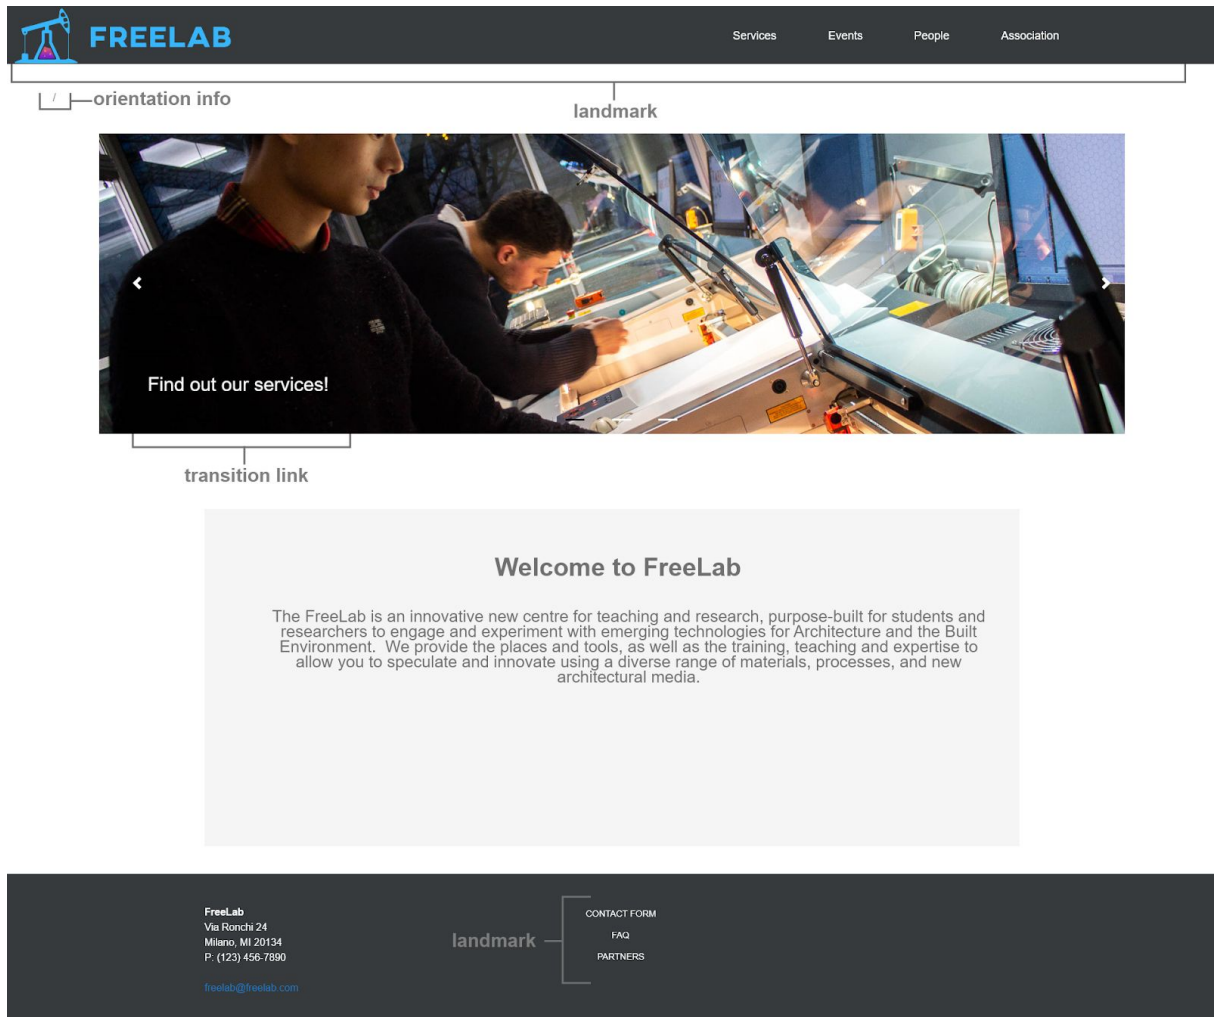 FREELAB
Services Events People Association
/ orientation info
landmark
Find out our services!
transition link
Welcome to FreeLab
The FreeLab is an innovative new centre for teaching and research, purpose-built for students and
researchers to engage and experiment with emerging technologies for Architecture and the Built
Environment. We provide the places and tools, as well as the training, teaching and expertise to
allow you to speculate and innovate using a diverse range of materials, processes, and new
architectural media.
FreeLab
Via Ronchi 24
Milano, MI 20134
P: (123) 456-7890
freelab@freelab.com
landmark
CONTACT FORM
FAQ
PARTNERS